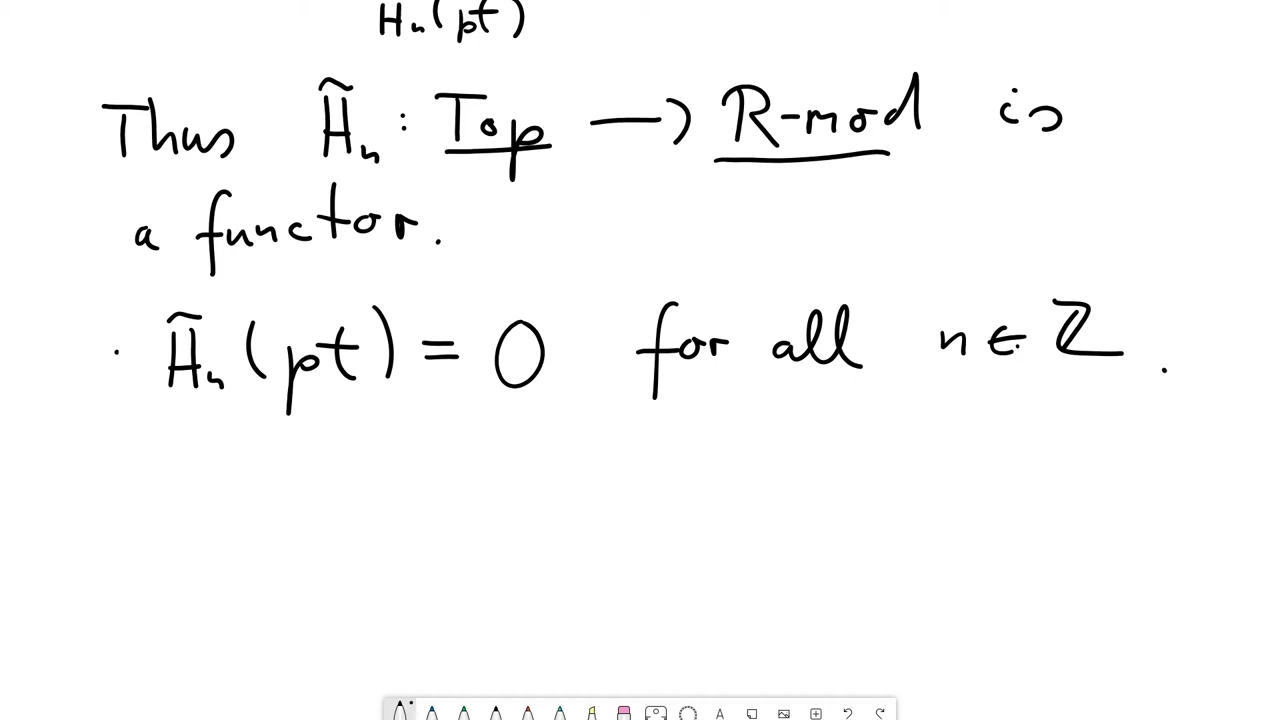 Hₙ(pt)
Thus H̃ₙ : Top → R-mod is
a functor.
· H̃ₙ(pt) = 0 for all n ∈ ℤ.